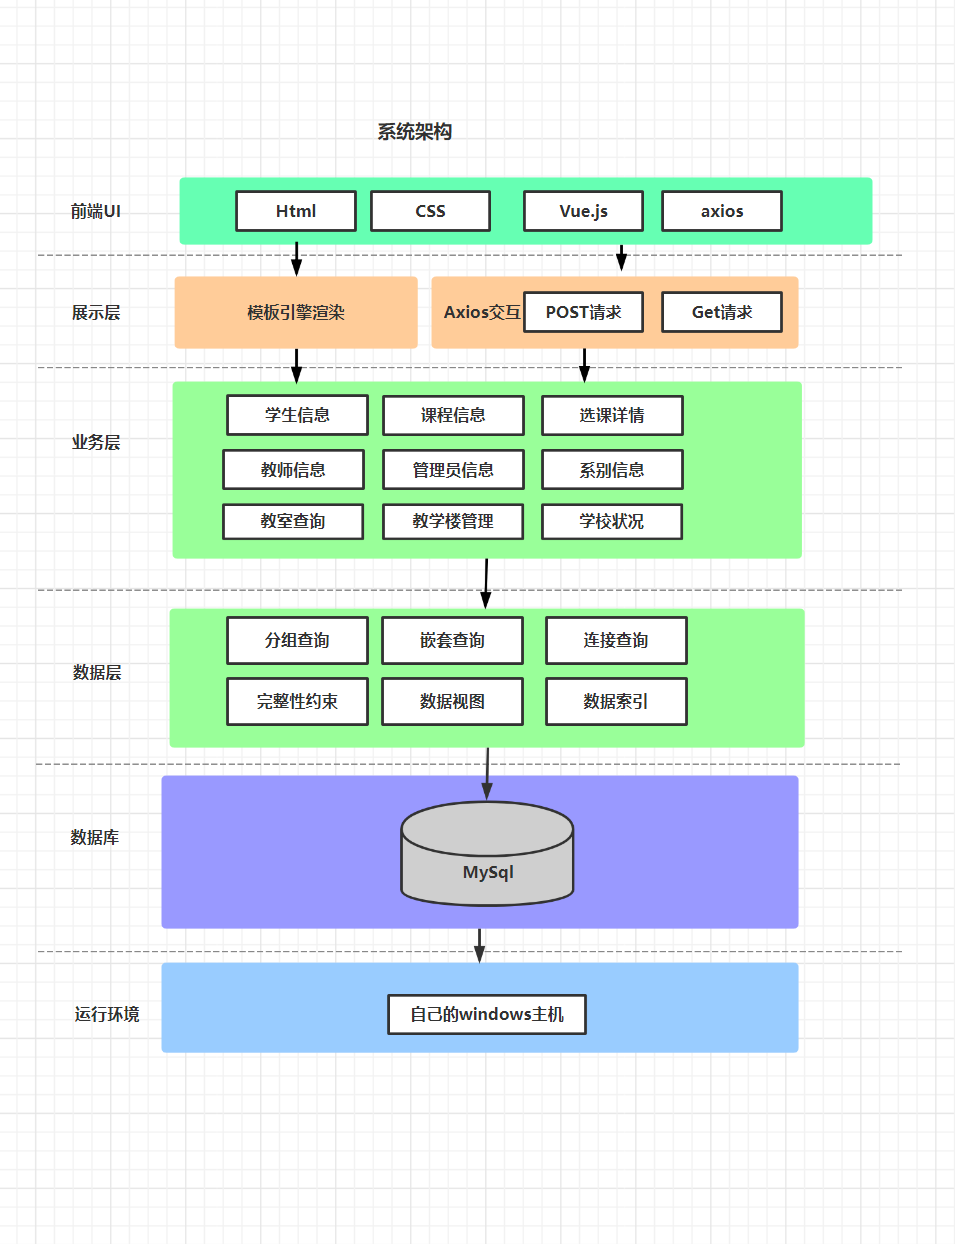 系统架构
前端UI
Html
CSS
Vue.js
axios
展示层
模板引擎渲染
Axios交互
POST请求
Get请求
业务层
学生信息
课程信息
选课详情
教师信息
管理员信息
系别信息
教室查询
教学楼管理
学校状况
数据层
分组查询
嵌套查询
连接查询
完整性约束
数据视图
数据索引
数据库
MySql
运行环境
自己的windows主机